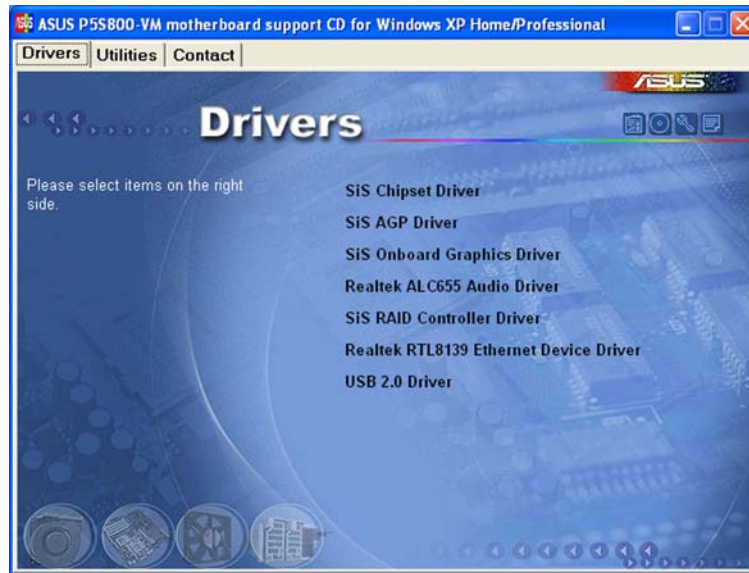 ASUS P5S800-VM motherboard support CD for Windows XP Home/Professional
Drivers Utilities Contact
ASUS
Drivers
Please select items on the right
side.
SiS Chipset Driver
SiS AGP Driver
SiS Onboard Graphics Driver
Realtek ALC655 Audio Driver
SiS RAID Controller Driver
Realtek RTL8139 Ethernet Device Driver
USB 2.0 Driver